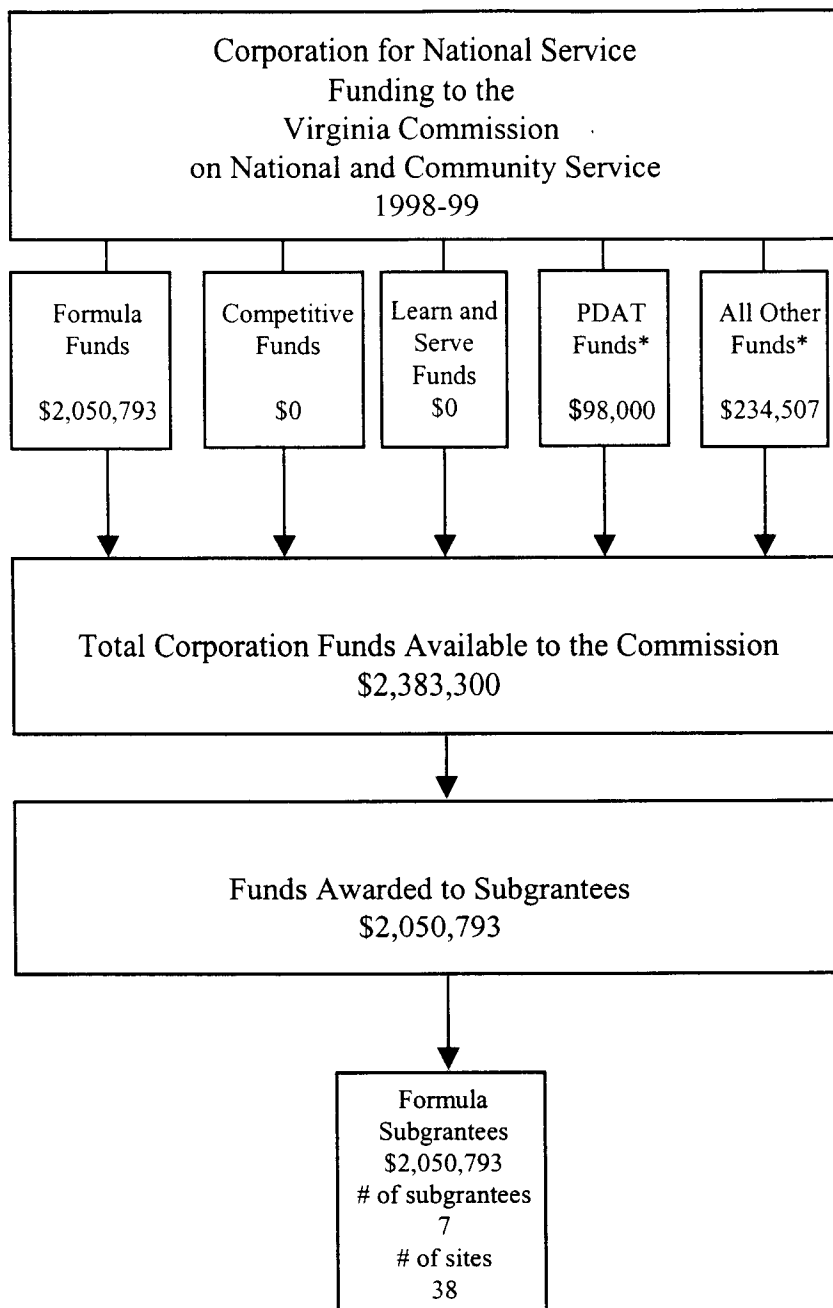 Corporation for National Service
Funding to the
Virginia Commission
on National and Community Service
1998-99
Formula
Funds
$2,050,793
Competitive
Funds
$0
Learn and
Serve
Funds
$0
PDAT
Funds*
$98,000
All Other
Funds*
$234,507
Total Corporation Funds Available to the Commission
$2,383,300
Funds Awarded to Subgrantees
$2,050,793
Formula
Subgrantees
$2,050,793
# of subgrantees
7
# of sites
38